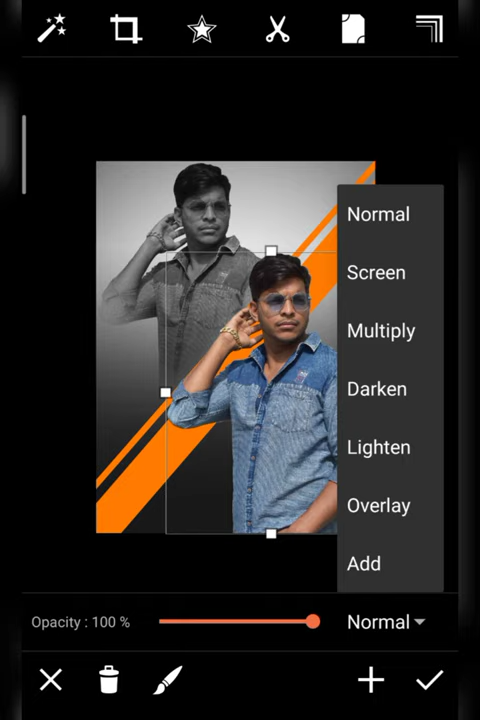 Normal
Screen
Multiply
Darken
Lighten
Overlay
Add
Opacity : 100 %
Normal